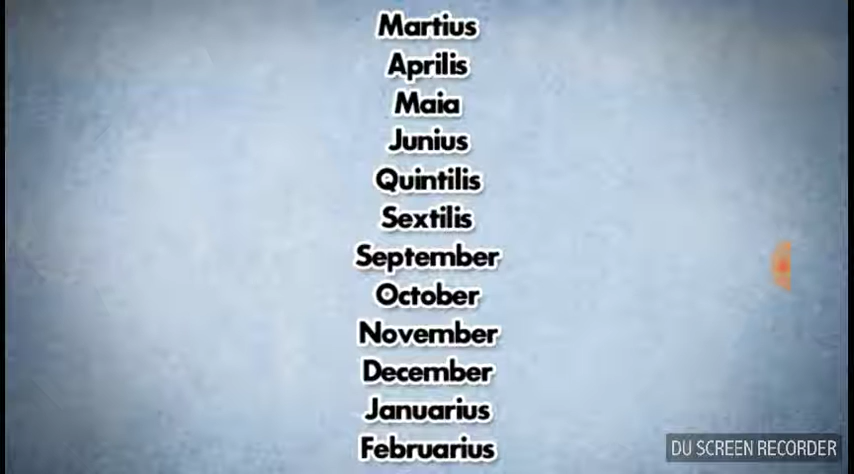 Martius
Aprilis
Maia
Junius
Quintilis
Sextilis
September
October
November
December
Januarius
Februarius
DU SCREEN RECORDER